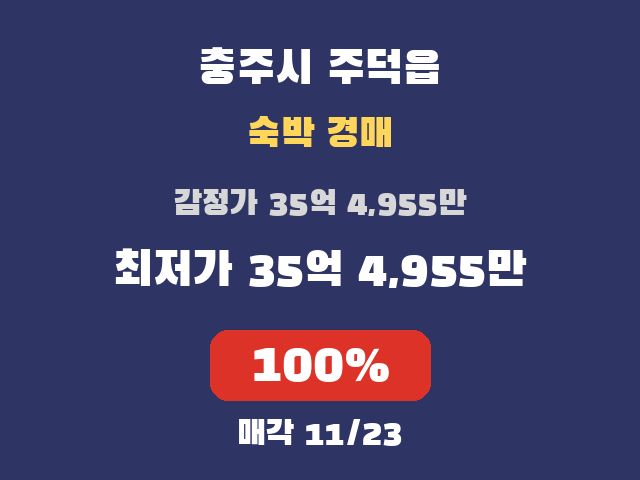 충주시 주덕읍
숙박 경매
감정가 35억 4,955만
최저가 35억 4,955만
100%
매각 11/23